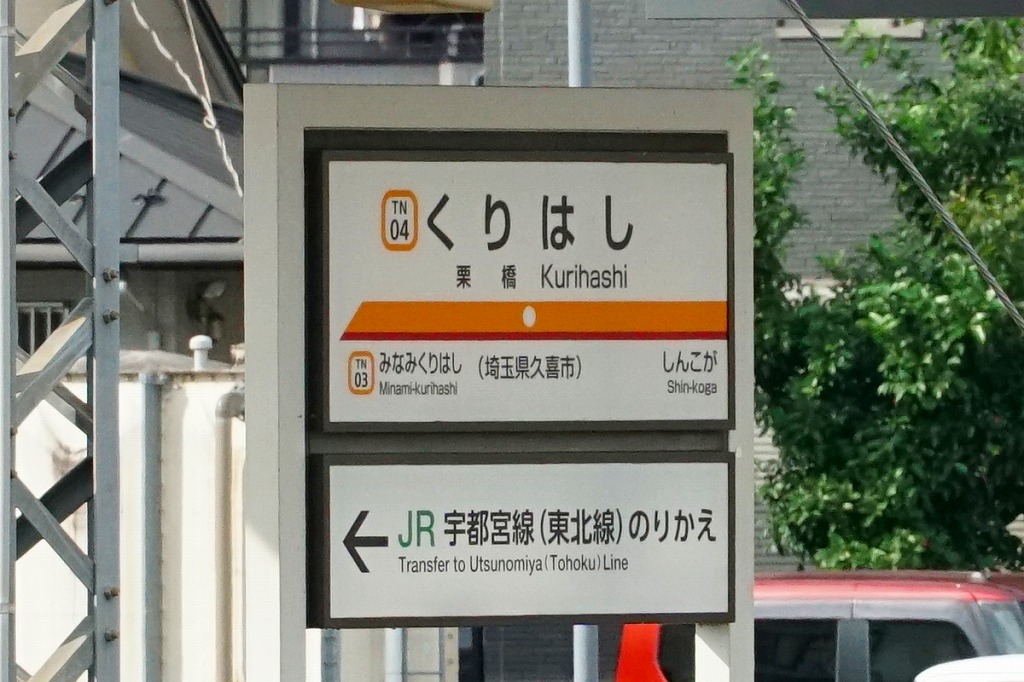 TN
04
くりはし
栗橋 Kurihashi
TN
03
みなみくりはし
Minami-kurihashi
(埼玉県久喜市)
しんこが
Shin-koga
← JR 宇都宮線(東北線)のりかえ
Transfer to Utsunomiya(Tohoku)Line